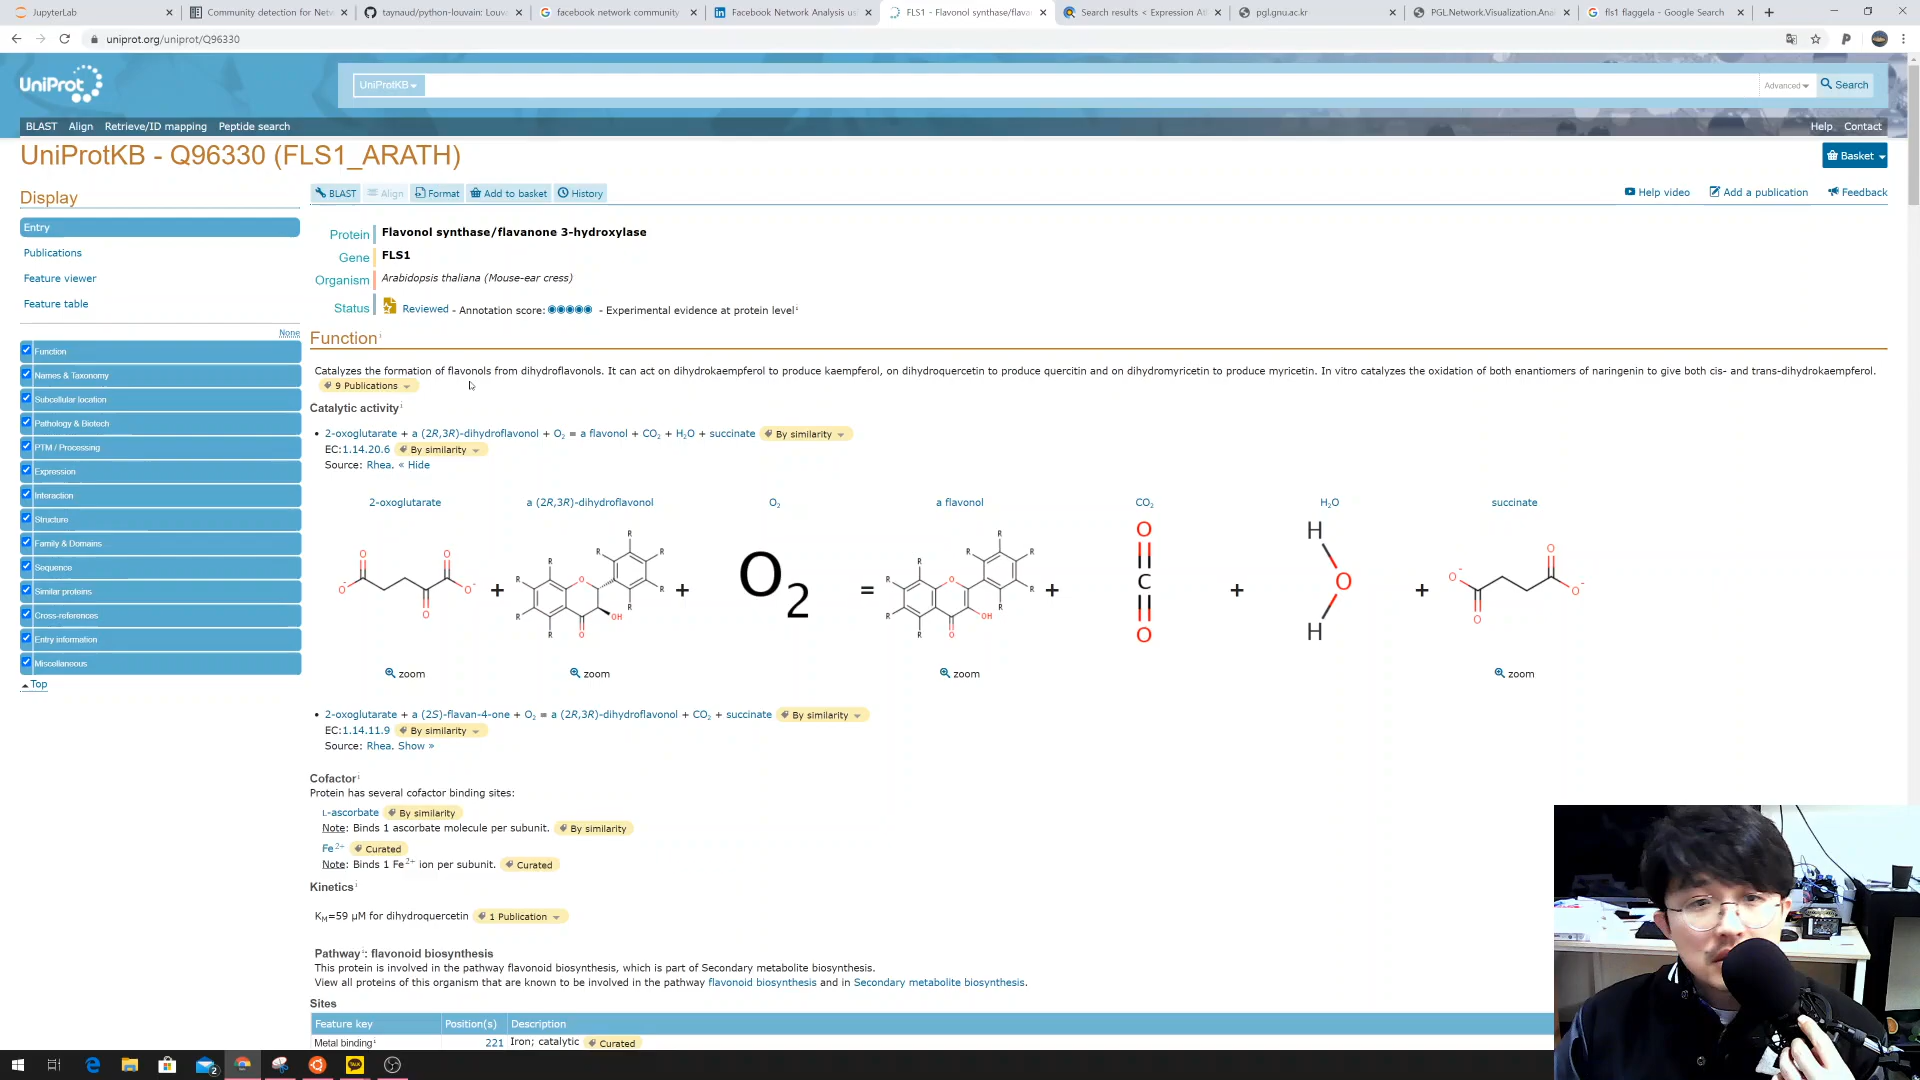 JupyterLab
Community detection for Netw
taynaud/python-louvain: Louv
facebook network community
Facebook Network Analysis us
FLS1 - Flavonol synthase/flava
Search results < Expression At
pgl.gnu.ac.kr
PGL.Network.Visualization.Ana
fls1 flaggela - Google Search
uniprot.org/uniprot/Q96330
UniProt
UniProtKB
Advanced
Search
BLAST Align Retrieve/ID mapping Peptide search
Help Contact
UniProtKB - Q96330 (FLS1_ARATH)
Basket
Display
BLAST Align Format Add to basket History
Help video Add a publication Feedback
Entry
Publications
Feature viewer
Feature table
None
Function
Names & Taxonomy
Subcellular location
Pathology & Biotech
PTM / Processing
Expression
Interaction
Structure
Family & Domains
Sequence
Similar proteins
Cross-references
Entry information
Miscellaneous
Top
Protein Flavonol synthase/flavanone 3-hydroxylase
Gene FLS1
Organism Arabidopsis thaliana (Mouse-ear cress)
Status Reviewed - Annotation score: - Experimental evidence at protein level i
Function i
Catalyzes the formation of flavonols from dihydroflavonols. It can act on dihydrokaempferol to produce kaempferol, on dihydroquercetin to produce quercitin and on dihydromyricetin to produce myricetin. In vitro catalyzes the oxidation of both enantiomers of naringenin to give both cis- and trans-dihydrokaempferol.
9 Publications
Catalytic activity i
• 2-oxoglutarate + a (2R,3R)-dihydroflavonol + O₂ = a flavonol + CO₂ + H₂O + succinate By similarity
EC:1.14.20.6 By similarity
Source: Rhea. « Hide
2-oxoglutarate a (2R,3R)-dihydroflavonol O₂ a flavonol CO₂ H₂O succinate
+ + O₂ = + + +
zoom zoom zoom zoom
• 2-oxoglutarate + a (2S)-flavan-4-one + O₂ = a (2R,3R)-dihydroflavonol + CO₂ + succinate By similarity
EC:1.14.11.9 By similarity
Source: Rhea. Show »
Cofactor i
Protein has several cofactor binding sites:
L-ascorbate By similarity
Note: Binds 1 ascorbate molecule per subunit. By similarity
Fe²⁺ Curated
Note: Binds 1 Fe²⁺ ion per subunit. Curated
Kinetics i
KM=59 µM for dihydroquercetin 1 Publication
Pathway i: flavonoid biosynthesis
This protein is involved in the pathway flavonoid biosynthesis, which is part of Secondary metabolite biosynthesis.
View all proteins of this organism that are known to be involved in the pathway flavonoid biosynthesis and in Secondary metabolite biosynthesis.
Sites
Feature key Position(s) Description
Metal binding i 221 Iron; catalytic Curated